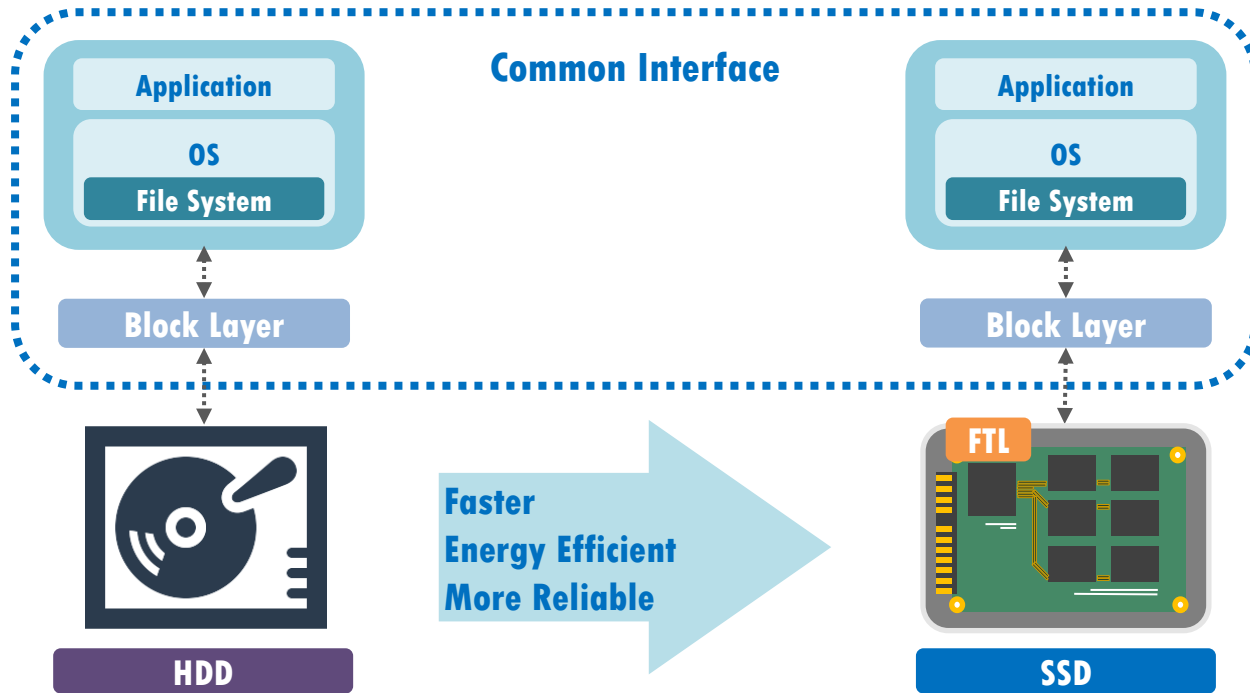 Common Interface
Application
OS
File System
Block Layer
HDD
Application
OS
File System
Block Layer
FTL
SSD
Faster
Energy Efficient
More Reliable